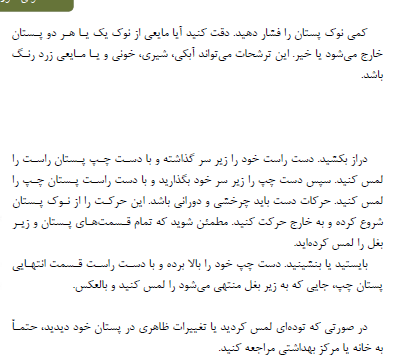 کمی نوک پستان را فشار دهید. دقت کنید آیا مایعی از نوک یک یا هر دو پستان
خارج می‌شود یا خیر. این ترشحات می‌تواند آبکی، شیری، خونی و یا مایعی زرد رنگ
باشد.
دراز بکشید. دست راست خود را زیر سر گذاشته و با دست چپ پستان راست را
لمس کنید. سپس دست چپ را زیر سر خود بگذارید و با دست راست پستان چپ را
لمس کنید. حرکات دست باید چرخشی و دورانی باشد. این حرکت را از نوک پستان
شروع کرده و به خارج حرکت کنید. مطمئن شوید که تمام قسمت‌های پستان و زیر
بغل را لمس کرده‌اید.
بایستید یا بنشینید. دست چپ خود را بالا برده و با دست راست قسمت انتهایی
پستان چپ، جایی که به زیر بغل منتهی می‌شود را لمس کنید و بالعکس.
در صورتی که توده‌ای لمس کردید یا تغییرات ظاهری در پستان خود دیدید، حتماً
به خانه یا مرکز بهداشتی مراجعه کنید.